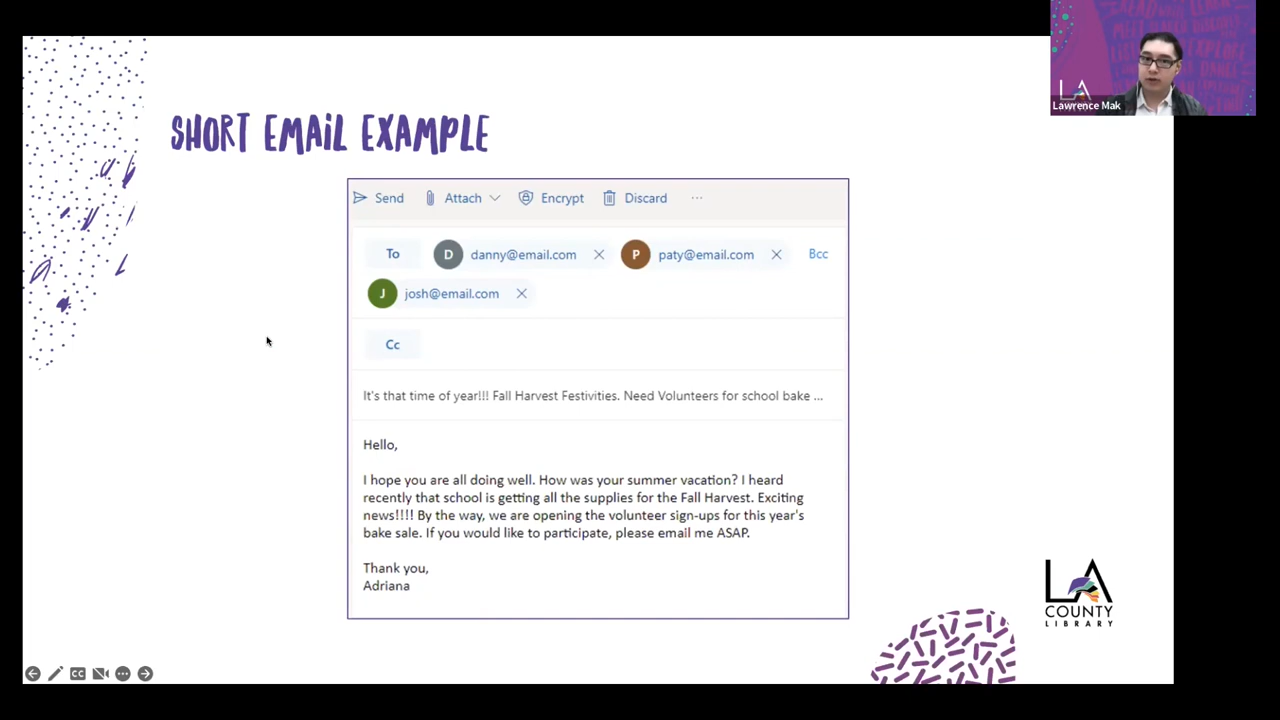 SHORT EMAIL EXAMPLE
Send Attach Encrypt Discard ...
To D danny@email.com P paty@email.com Bcc
J josh@email.com
Cc
It's that time of year!!! Fall Harvest Festivities. Need Volunteers for school bake ...
Hello,
I hope you are all doing well. How was your summer vacation? I heard
recently that school is getting all the supplies for the Fall Harvest. Exciting
news!!!! By the way, we are opening the volunteer sign-ups for this year's
bake sale. If you would like to participate, please email me ASAP.
Thank you,
Adriana
LA
Lawrence Mak
LA
COUNTY
LIBRARY
CC